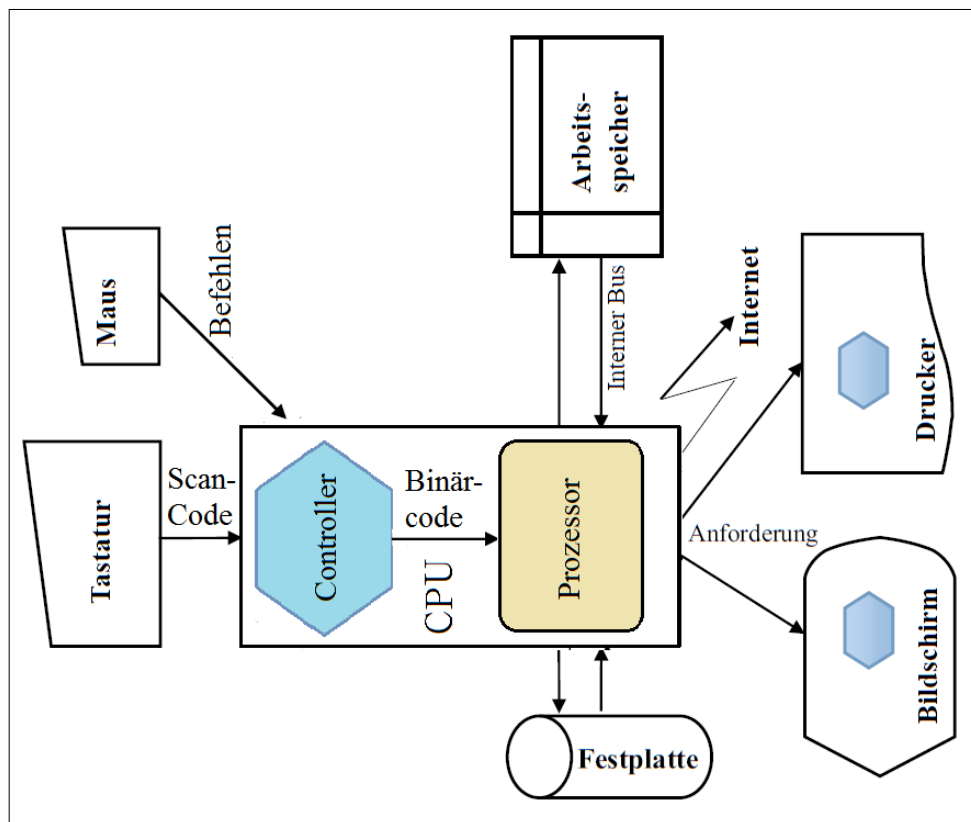 Arbeits-
speicher
Maus
Befehlen
Interner Bus
Internet
Drucker
Tastatur
Scan-
Code
Controller
Binär-
code
CPU
Prozessor
Anforderung
Bildschirm
Festplatte